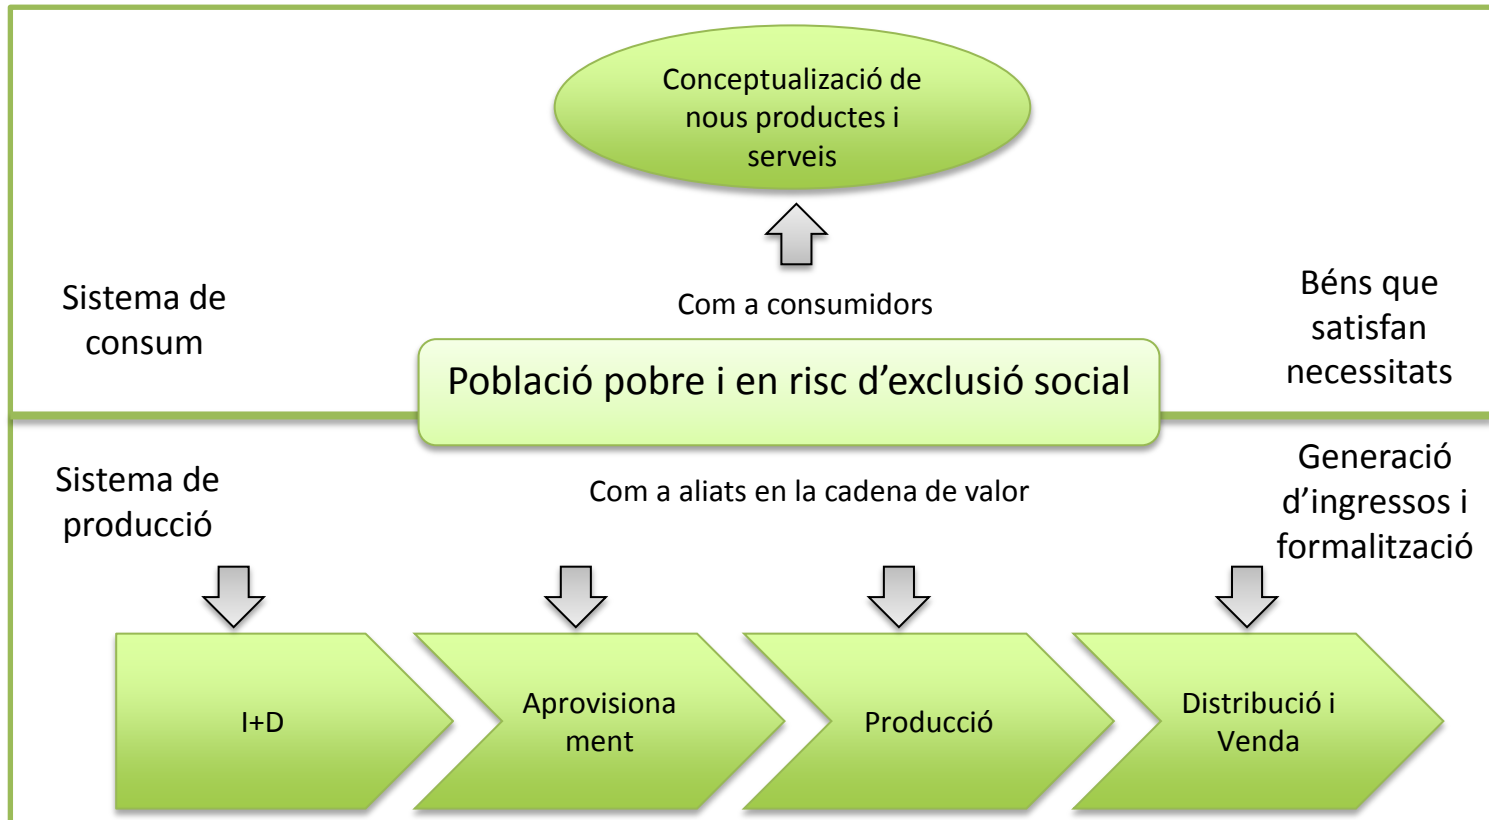 Conceptualizació de
nous productes i
serveis
Sistema de
consum
Com a consumidors
Béns que
satisfan
necessitats
Població pobre i en risc d’exclusió social
Sistema de
producció
Com a aliats en la cadena de valor
Generació
d’ingressos i
formalització
I+D
Aprovisiona
ment
Producció
Distribució i
Venda